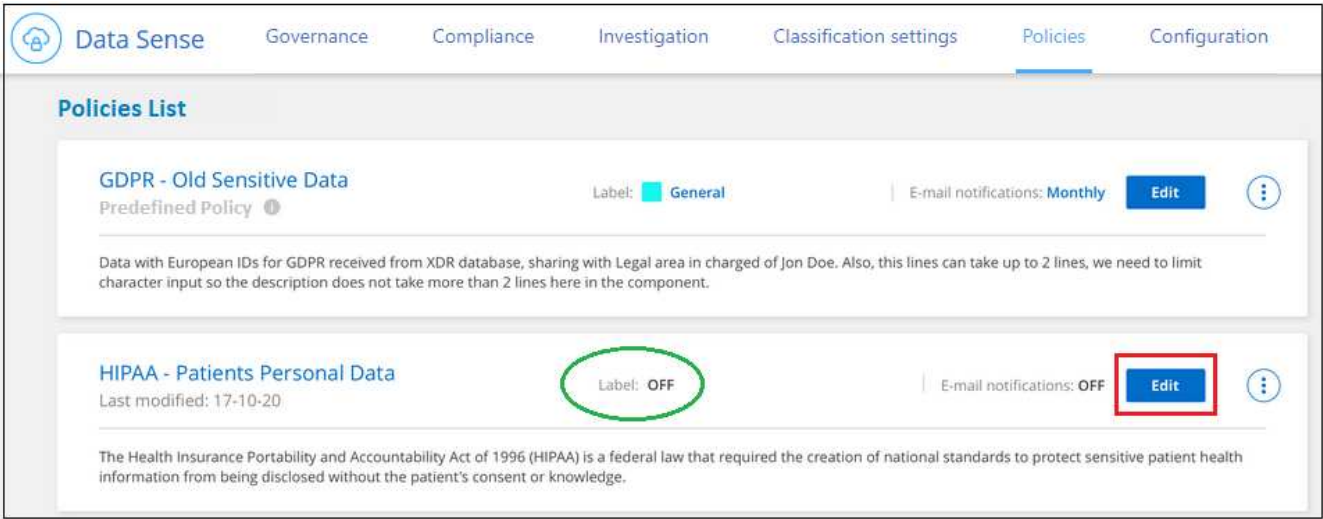 Data Sense Governance Compliance Investigation Classification settings Policies Configuration
Policies List
GDPR - Old Sensitive Data
Predefined Policy
Label: General
E-mail notifications: Monthly
Edit
Data with European IDs for GDPR received from XDR database, sharing with Legal area in charged of Jon Doe. Also, this lines can take up to 2 lines, we need to limit
character input so the description does not take more than 2 lines here in the component.
HIPAA - Patients Personal Data
Last modified: 17-10-20
Label: OFF
E-mail notifications: OFF
Edit
The Health Insurance Portability and Accountability Act of 1996 (HIPAA) is a federal law that required the creation of national standards to protect sensitive patient health
information from being disclosed without the patient's consent or knowledge.